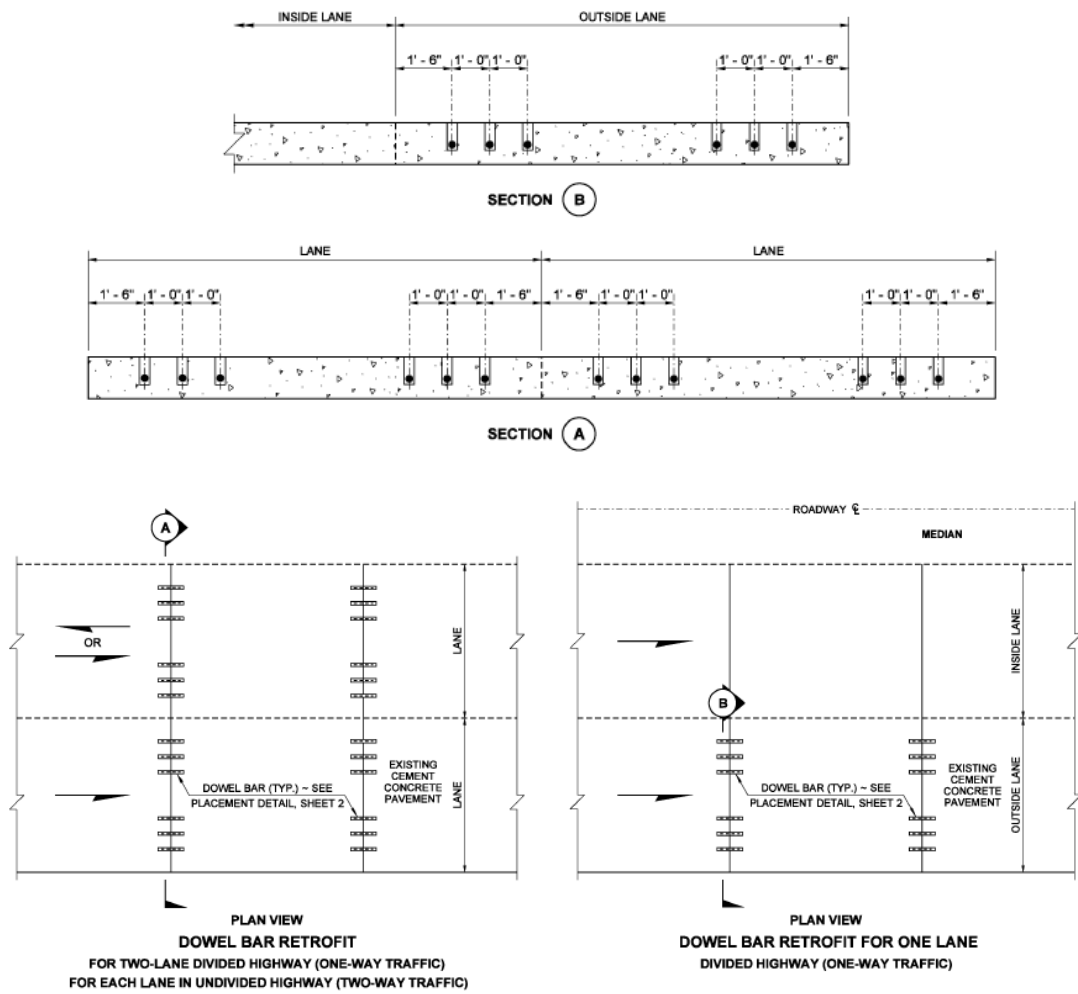 INSIDE LANE
OUTSIDE LANE
1' - 6" 1' - 0" 1' - 0" 1' - 0" 1' - 0" 1' - 6"
SECTION B
LANE LANE
1' - 6" 1' - 0" 1' - 0" 1' - 0" 1' - 0" 1' - 6" 1' - 6" 1' - 0" 1' - 0" 1' - 0" 1' - 0" 1' - 6"
SECTION A
A
OR
LANE
LANE
DOWEL BAR (TYP.) ~ SEE
PLACEMENT DETAIL, SHEET 2
EXISTING
CEMENT
CONCRETE
PAVEMENT
PLAN VIEW
DOWEL BAR RETROFIT
FOR TWO-LANE DIVIDED HIGHWAY (ONE-WAY TRAFFIC)
FOR EACH LANE IN UNDIVIDED HIGHWAY (TWO-WAY TRAFFIC)
ROADWAY ℄
MEDIAN
B
INSIDE LANE
OUTSIDE LANE
DOWEL BAR (TYP.) ~ SEE
PLACEMENT DETAIL, SHEET 2
EXISTING
CEMENT
CONCRETE
PAVEMENT
PLAN VIEW
DOWEL BAR RETROFIT FOR ONE LANE
DIVIDED HIGHWAY (ONE-WAY TRAFFIC)